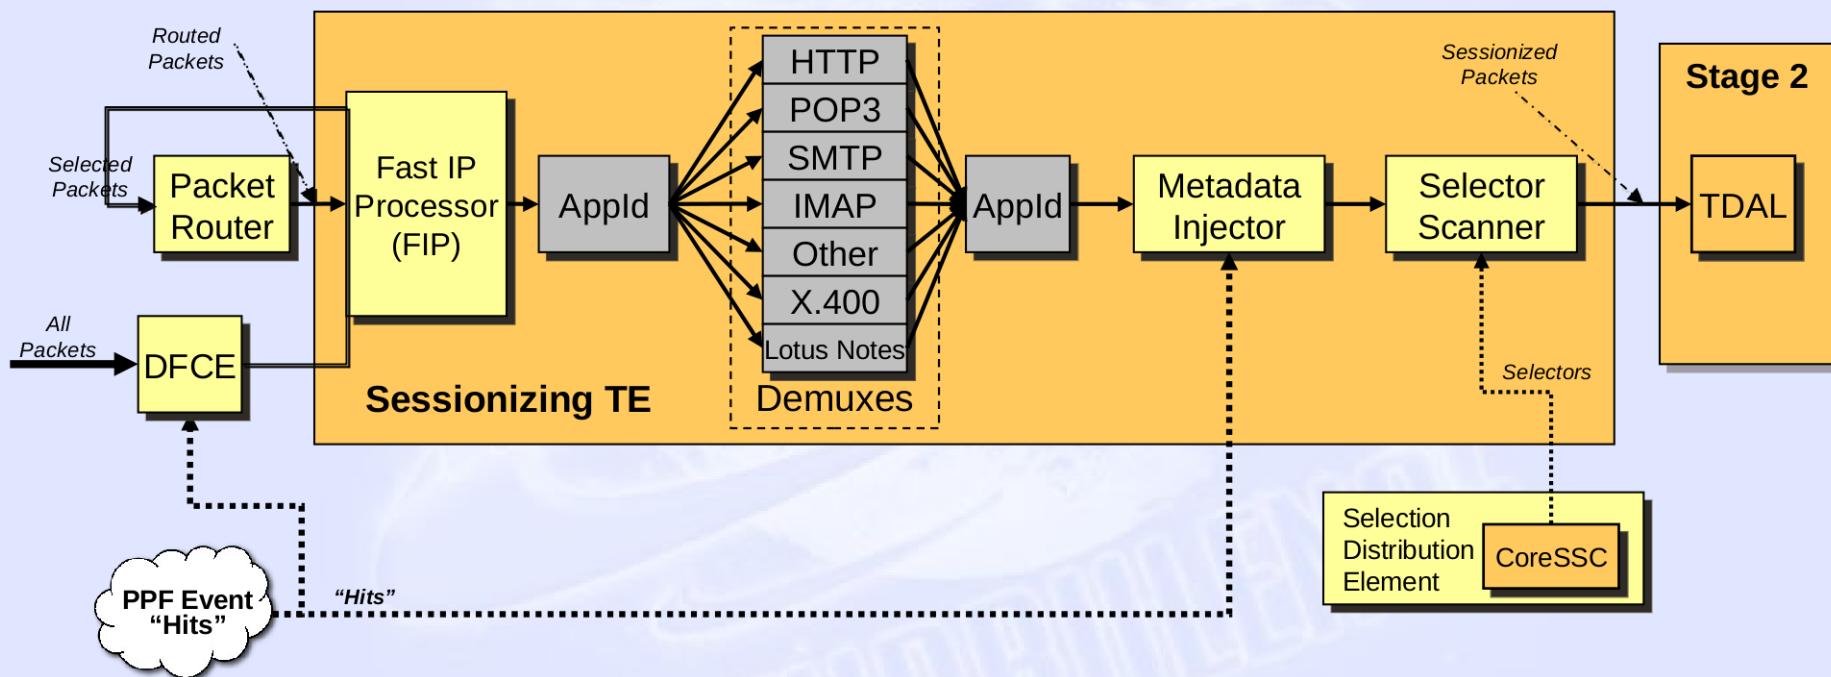 Routed
Packets
Selected
Packets
Packet
Router
All
Packets
DFCE
Fast IP
Processor
(FIP)
AppId
HTTP
POP3
SMTP
IMAP
Other
X.400
Lotus Notes
Demuxes
Sessionizing TE
AppId
Metadata
Injector
Selector
Scanner
Sessionized
Packets
Stage 2
TDAL
Selectors
Selection
Distribution
Element
CoreSSC
PPF Event
“Hits”
“Hits”